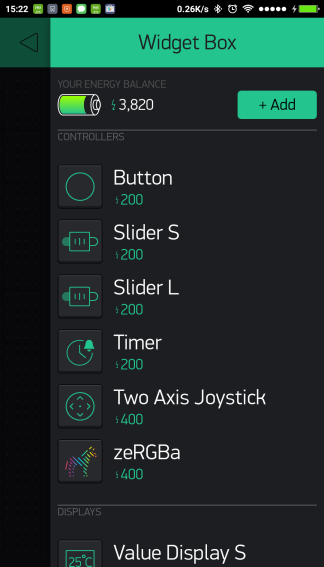 15:22
0.26K/s
Widget Box
YOUR ENERGY BALANCE
3,820
+ Add
CONTROLLERS
Button
200
Slider S
200
Slider L
200
Timer
200
Two Axis Joystick
400
zeRGBa
400
DISPLAYS
25°C
Value Display S